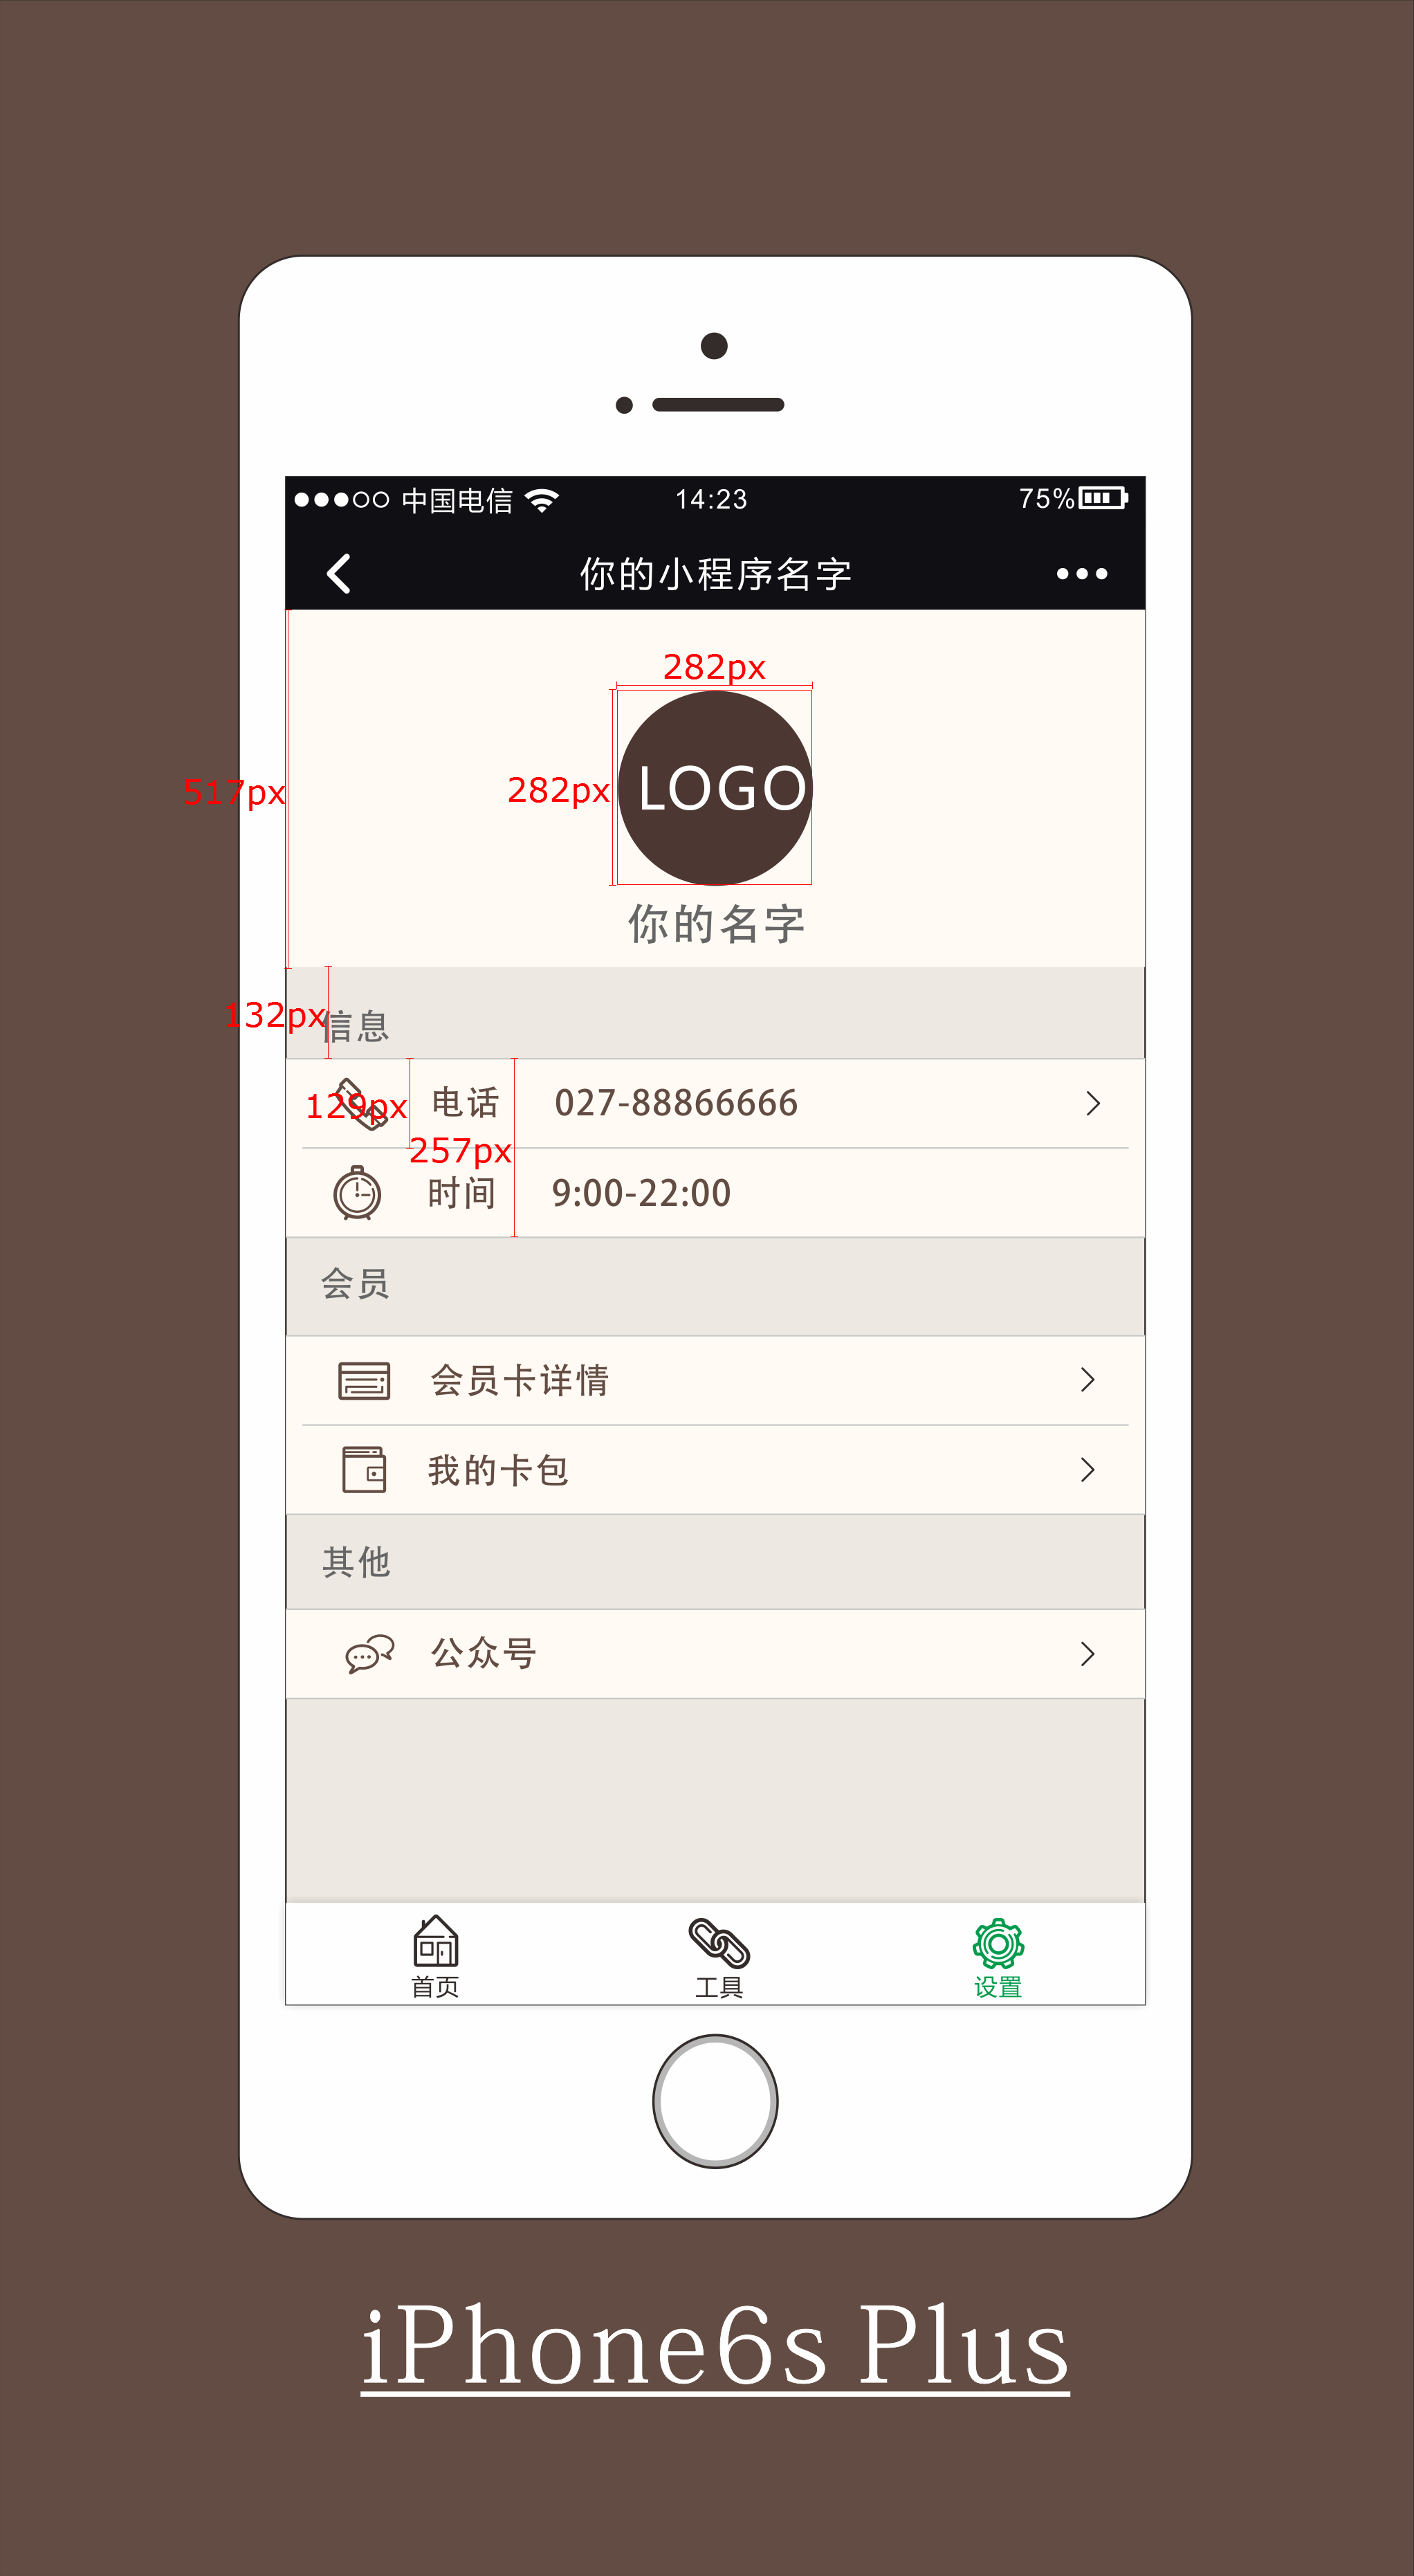 中国电信 14:23 75%
你的小程序名字
282px
517px 282px LOGO
你的名字
132px 信息
129px 电话 027-88866666
257px
时间 9:00-22:00
会员
会员卡详情
我的卡包
其他
公众号
首页 工具 设置
iPhone6s Plus